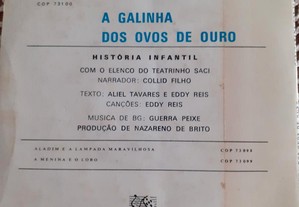 CDP 72100
A GALINHA
DOS OVOS DE OURO
HISTÓRIA INFANTIL
COM O ELENCO DO TEATRINHO SACI
NARRADOR: COLLID FILHO
TEXTO: ALIEL TAVARES E EDDY REIS
CANÇÕES: EDDY REIS
MUSICA DE BG: GUERRA PEIXE
PRODUÇÃO DE NAZARENO DE BRITO
ALADIM E A LAMPADA MARAVILHOSA
A MENINA E O LOBO